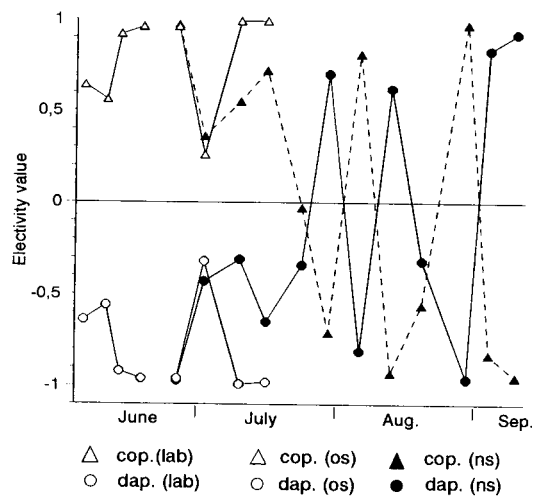 1
0,5
0
-0,5
-1
Electivity value
June July Aug. Sep.
cop.(lab) cop. (os) cop. (ns)
dap. (lab) dap. (os) dap. (ns)